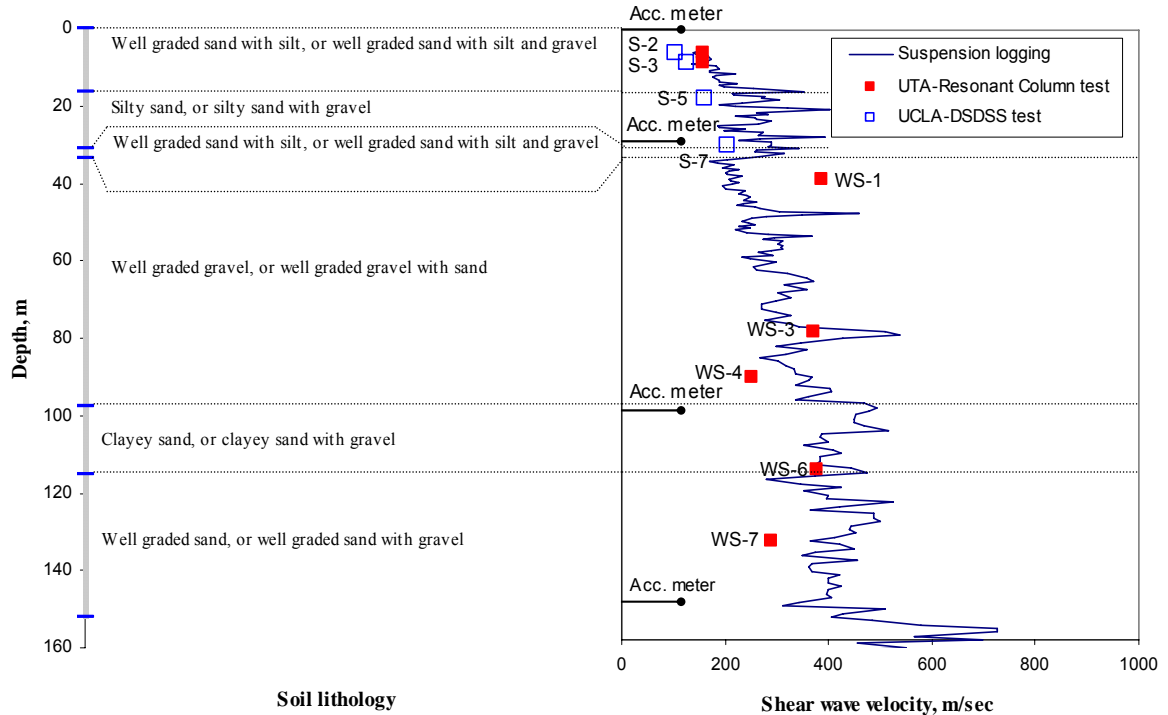 0
20
40
60
80
100
120
140
160
Depth, m
Well graded sand with silt, or well graded sand with silt and gravel
Silty sand, or silty sand with gravel
Well graded sand with silt, or well graded sand with silt and gravel
Well graded gravel, or well graded gravel with sand
Clayey sand, or clayey sand with gravel
Well graded sand, or well graded sand with gravel
Soil lithology
Acc. meter
S-2
S-3
S-5
Acc. meter
S-7
WS-1
WS-3
WS-4
Acc. meter
WS-6
WS-7
Acc. meter
Suspension logging
UTA-Resonant Column test
UCLA-DSDSS test
0 200 400 600 800 1000
Shear wave velocity, m/sec